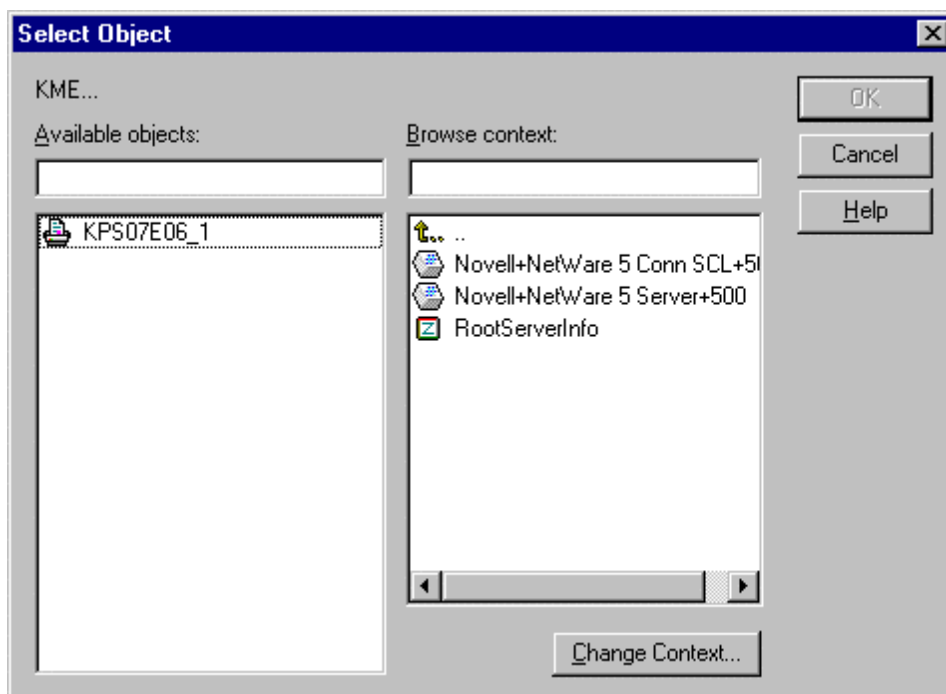 Select Object
KME...
Available objects:
Browse context:
OK
Cancel
Help
KPS07E06_1
..
Novell+NetWare 5 Conn SCL+50
Novell+NetWare 5 Server+500
RootServerInfo
Change Context...